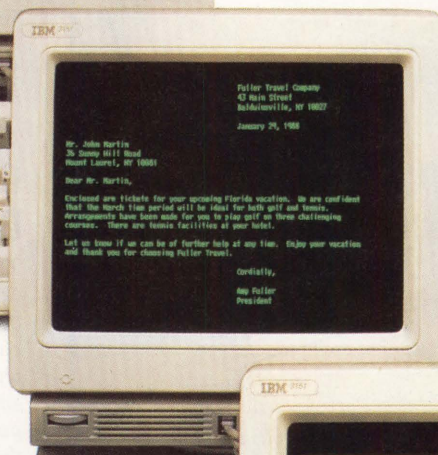 IBM 3151
Fuller Travel Company
43 Main Street
Baldwinsville, NY 10027
January 29, 1988
Mr. John Martin
36 Sunny Hill Road
Mount Laurel, NY 10081
Dear Mr. Martin,
Enclosed are tickets for your upcoming Florida vacation. We are confident
that the March time period will be ideal for both golf and tennis.
Arrangements have been made for you to play golf on three challenging
courses. There are tennis facilities at your hotel.
Let us know if we can be of further help at any time. Enjoy your vacation
and thank you for choosing Fuller Travel.
Cordially,
Amy Fuller
President
IBM 3151